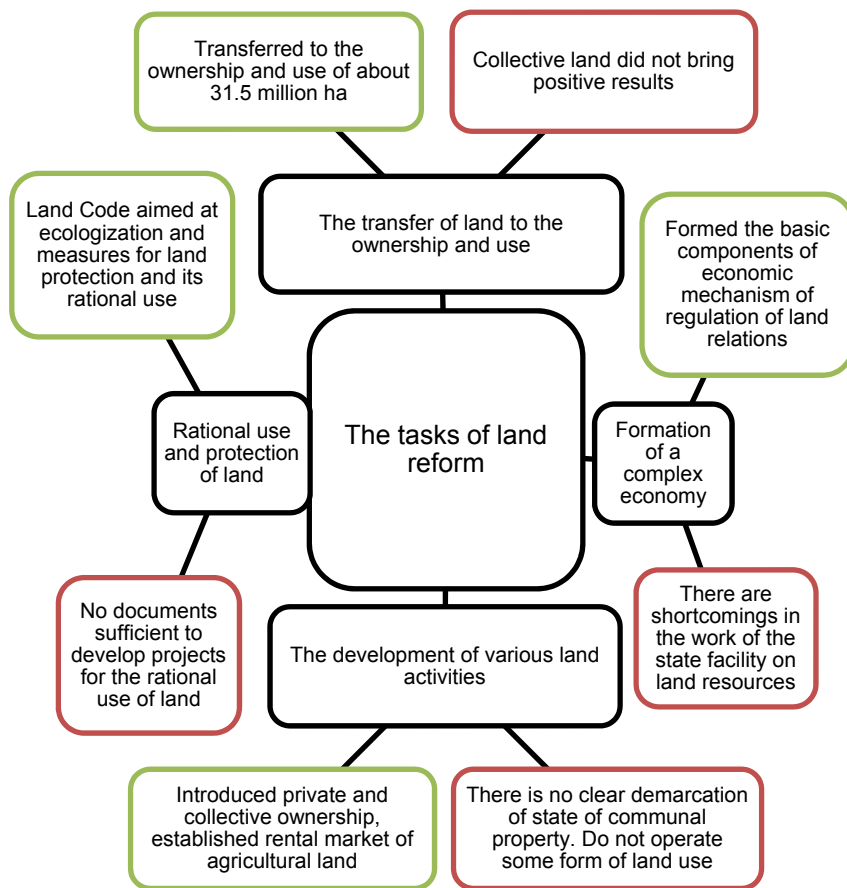 Transferred to the
ownership and use of about
31.5 million ha
Collective land did not bring
positive results
The transfer of land to the
ownership and use
Land Code aimed at
ecologization and
measures for land
protection and its
rational use
Formed the basic
components of
economic
mechanism of
regulation of land
relations
Rational use
and protection
of land
The tasks of land
reform
Formation
of a
complex
economy
No documents
sufficient to
develop projects
for the rational
use of land
There are
shortcomings in
the work of the
state facility on
land resources
The development of various land
activities
Introduced private and
collective ownership,
established rental market of
agricultural land
There is no clear demarcation
of state of communal
property. Do not operate
some form of land use